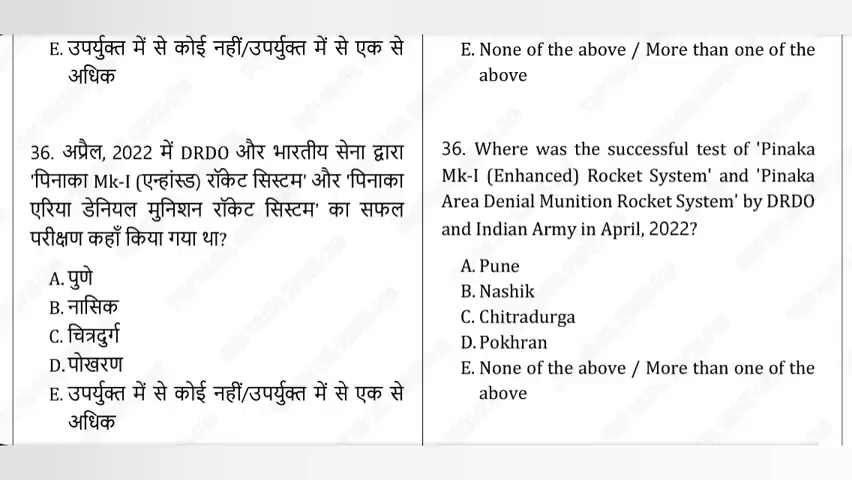 E. उपर्युक्त में से कोई नहीं/उपर्युक्त में से एक से
अधिक
36. अप्रैल, 2022 में DRDO और भारतीय सेना द्वारा
'पिनाका Mk-I (एन्हांस्ड) रॉकेट सिस्टम' और 'पिनाका
एरिया डेनियल मुनिशन रॉकेट सिस्टम' का सफल
परीक्षण कहाँ किया गया था?
A. पुणे
B. नासिक
C. चित्रदुर्ग
D. पोखरण
E. उपर्युक्त में से कोई नहीं/उपर्युक्त में से एक से
अधिक
E. None of the above / More than one of the
above
36. Where was the successful test of 'Pinaka
Mk-I (Enhanced) Rocket System' and 'Pinaka
Area Denial Munition Rocket System' by DRDO
and Indian Army in April, 2022?
A. Pune
B. Nashik
C. Chitradurga
D. Pokhran
E. None of the above / More than one of the
above